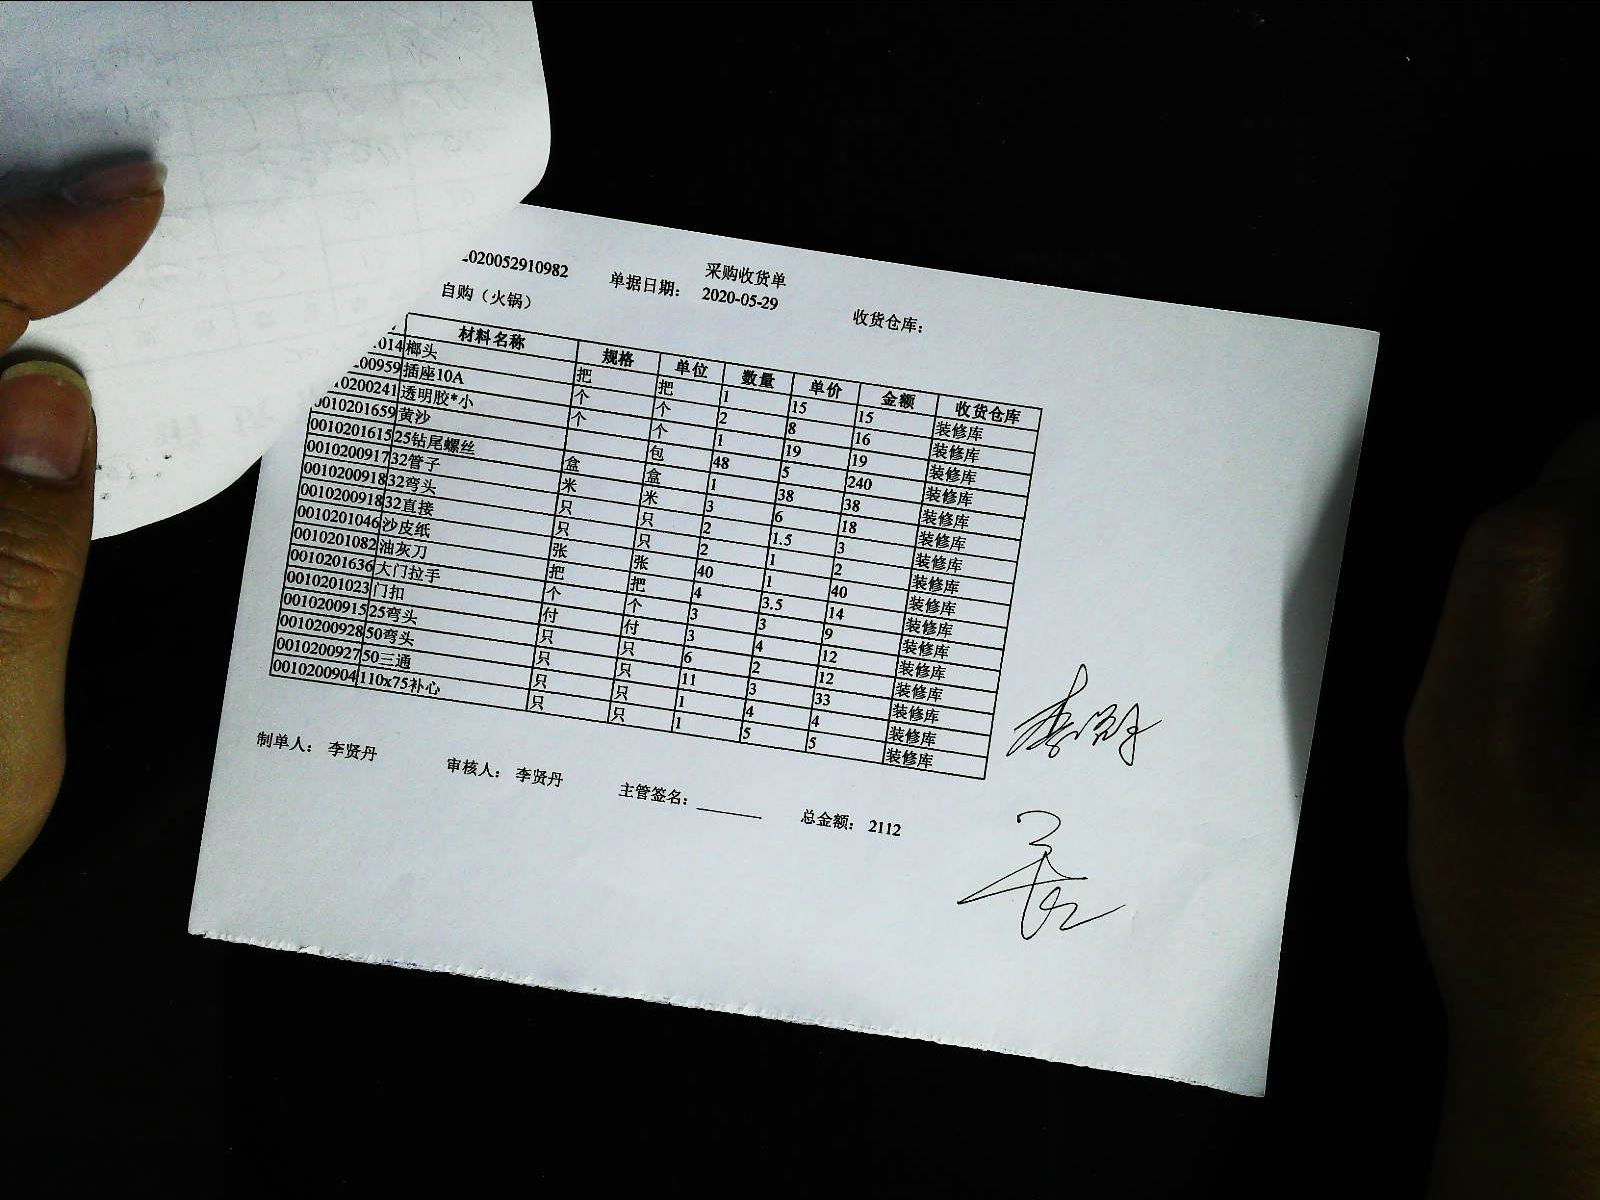 采购收货单
2020052910982 单据日期： 2020-05-29 收货仓库：
自购（火锅）
材料名称 规格 单位 数量 单价 金额 收货仓库
014 榔头 把 把 1 15 15 装修库
00959 插座10A 个 个 2 8 16 装修库
0200241 透明胶*小 个 个 1 19 19 装修库
0010201659 黄沙 包 48 5 240 装修库
0010201615 25钻尾螺丝 盒 盒 1 38 38 装修库
0010200917 32管子 米 米 3 6 18 装修库
0010200918 32弯头 只 只 2 1.5 3 装修库
0010200918 32直接 只 只 2 1 2 装修库
0010201046 沙皮纸 张 张 40 1 40 装修库
0010201082 油灰刀 把 把 4 3.5 14 装修库
0010201636 大门拉手 个 个 3 3 9 装修库
0010201023 门扣 付 付 3 4 12 装修库
0010200915 25弯头 只 只 6 2 12 装修库
0010200928 50弯头 只 只 11 3 33 装修库
0010200927 50三通 只 只 1 4 4 装修库
0010200904 110x75补心 只 只 1 5 5 装修库
制单人： 李贤丹 审核人： 李贤丹 主管签名： 总金额： 2112